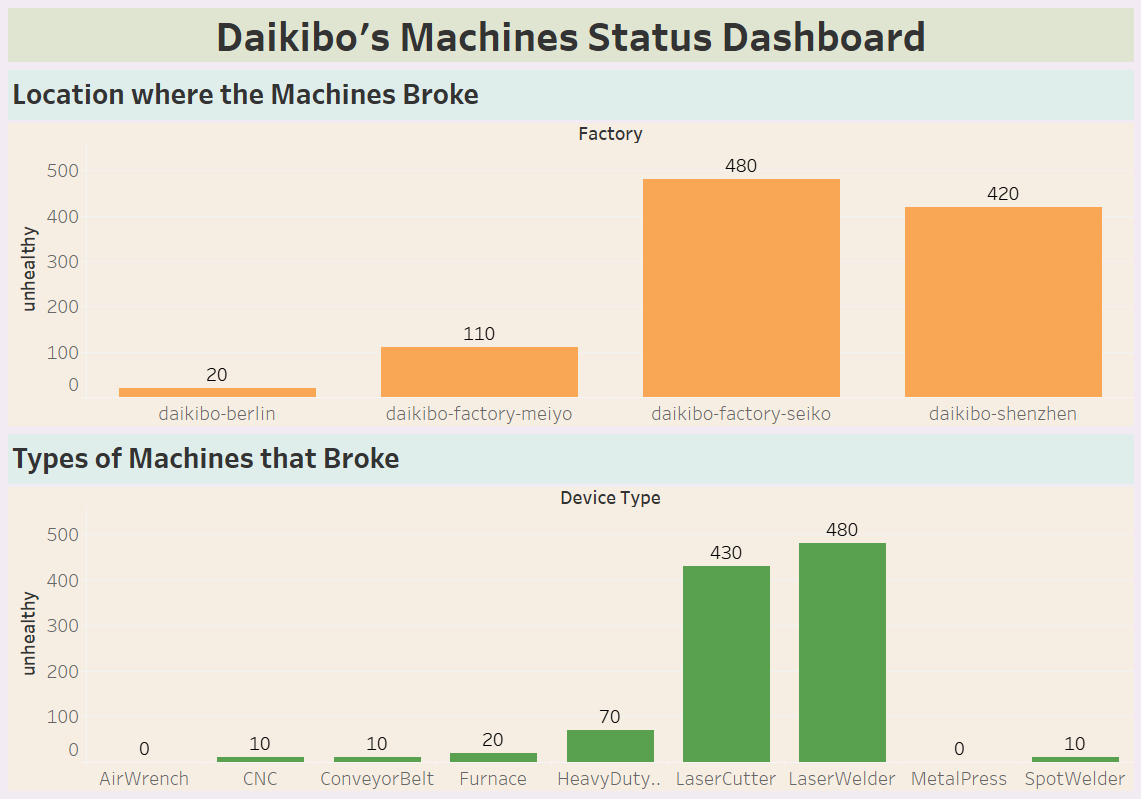 Daikibo’s Machines Status Dashboard
Location where the Machines Broke
Factory
unhealthy
500
400
300
200
100
0
20
110
480
420
daikibo-berlin daikibo-factory-meiyo daikibo-factory-seiko daikibo-shenzhen
Types of Machines that Broke
Device Type
unhealthy
500
400
300
200
100
0
0 10 10 20 70 430 480 0 10
AirWrench CNC ConveyorBelt Furnace HeavyDuty.. LaserCutter LaserWelder MetalPress SpotWelder